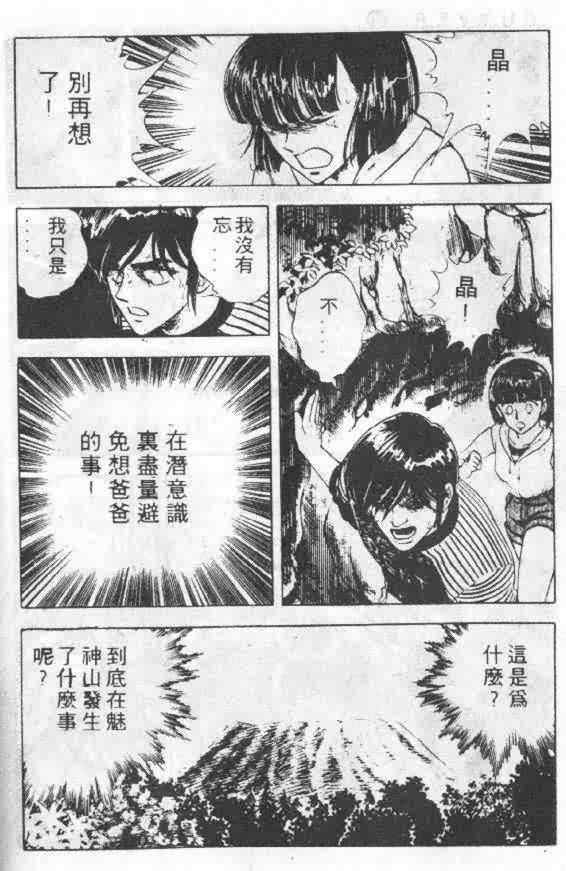 晶
....
別再想
了！
晶！
不....
我沒有
忘....
我只是
....
在潛意識
裏盡量避
免想爸爸
的事！
這是爲
什麼？
到底在魅
神山發生
了什麼事
呢？